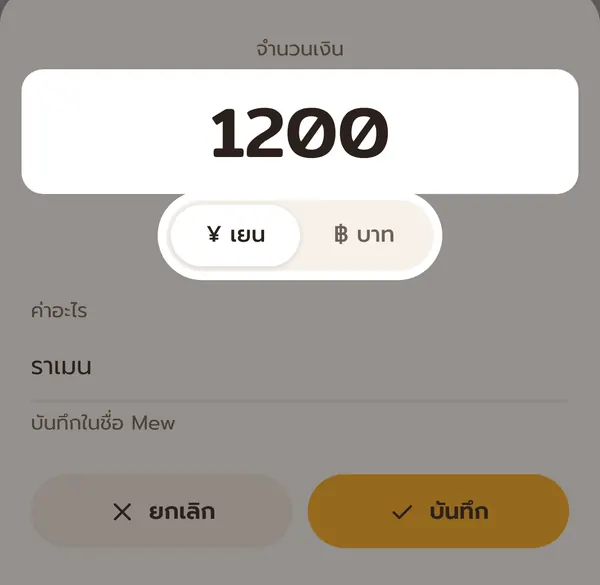 จำนวนเงิน
1200
¥ เยน ฿ บาท
ค่าอะไร
ราเมน
บันทึกในชื่อ Mew
ยกเลิก บันทึก